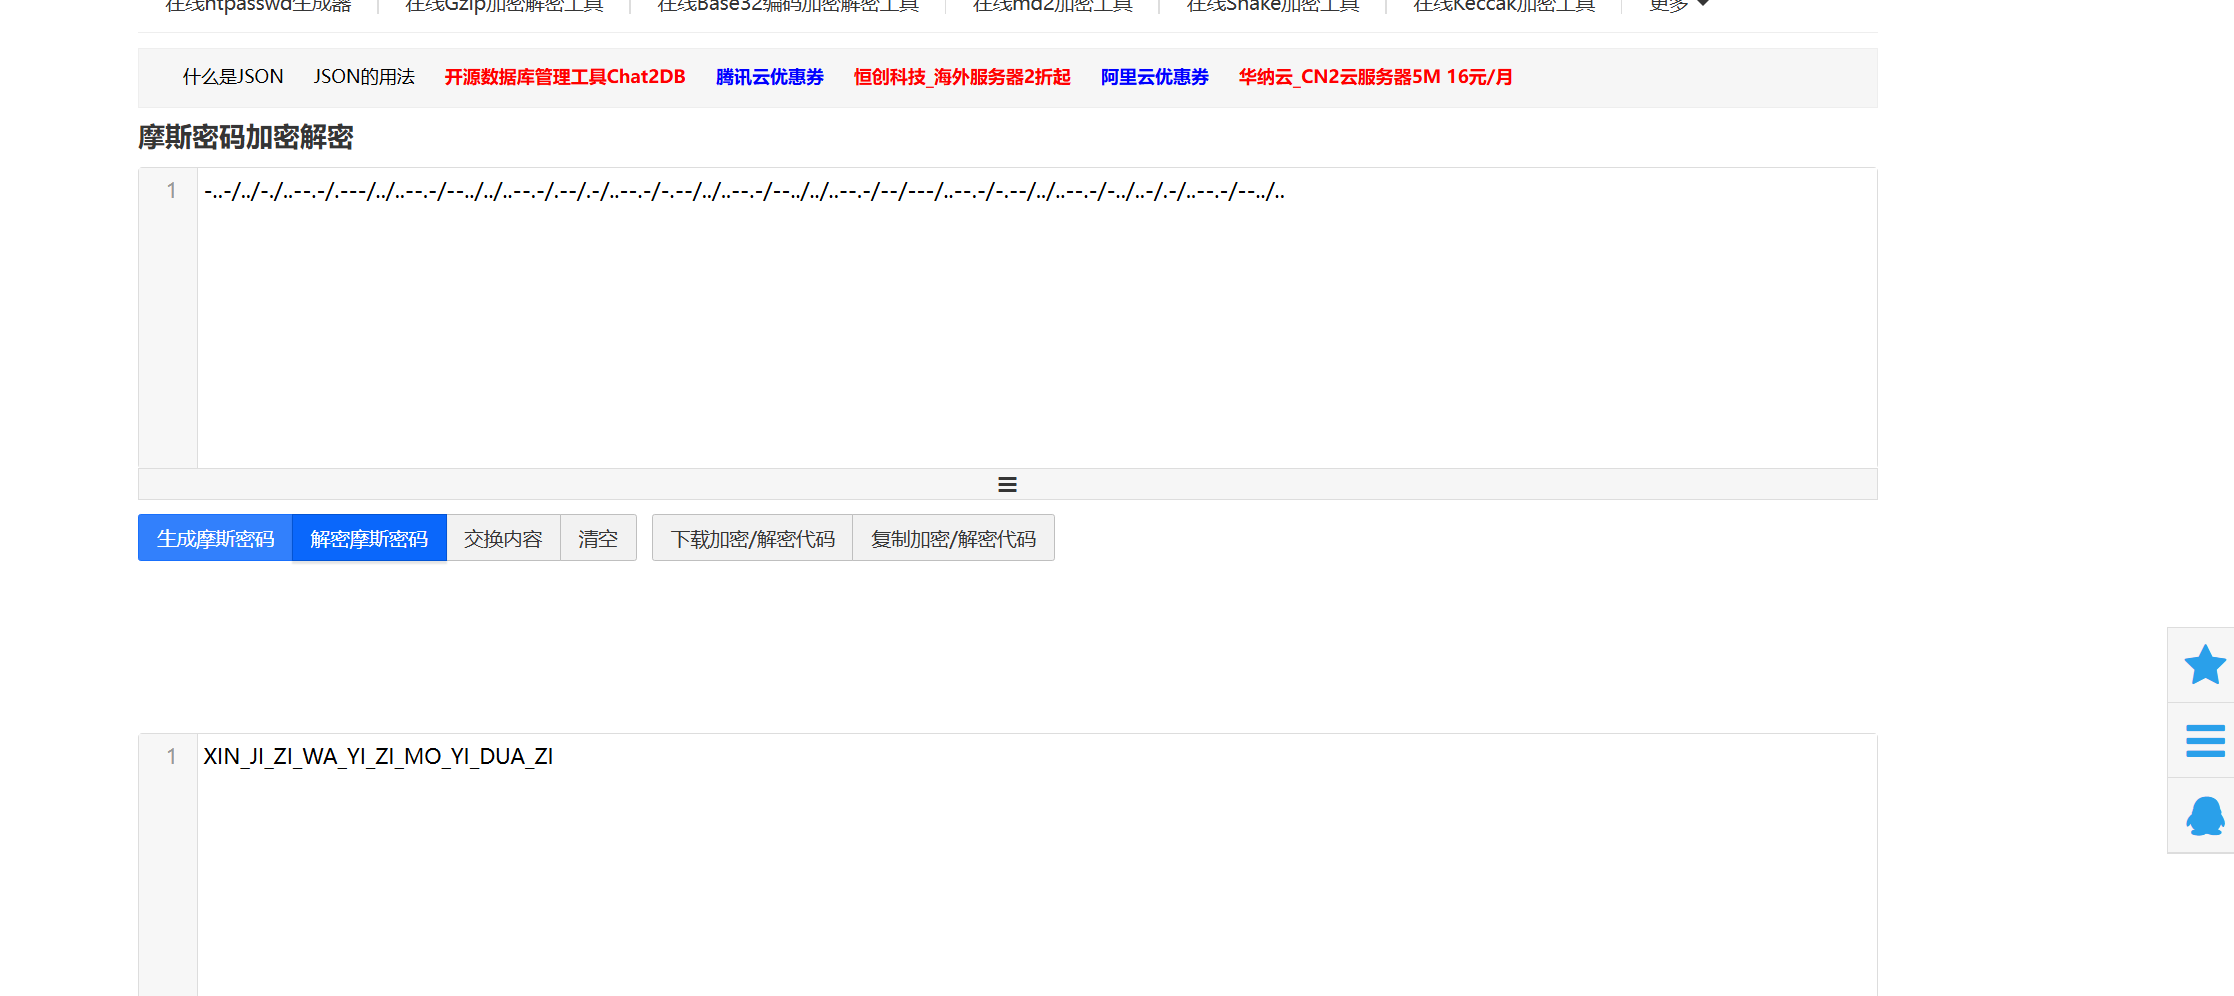 在线htpasswd生成器 在线Gzip加密解密工具 在线Base32编码加密解密工具 在线md2加密工具 在线Shake加密工具 在线Keccak加密工具 更多
什么是JSON JSON的用法 开源数据库管理工具Chat2DB 腾讯云优惠券 恒创科技_海外服务器2折起 阿里云优惠券 华纳云_CN2云服务器5M 16元/月
摩斯密码加密解密
1 -..-/../-./..--.-/.---/../..--.-/--../../..--.-/.--/.-/..--.-/-.--/../..--.-/--../../..--.-/--/---/..--.-/-.--/../..--.-/-../..-/.-/..--.-/--../..
生成摩斯密码 解密摩斯密码 交换内容 清空 下载加密/解密代码 复制加密/解密代码
1 XIN_JI_ZI_WA_YI_ZI_MO_YI_DUA_ZI